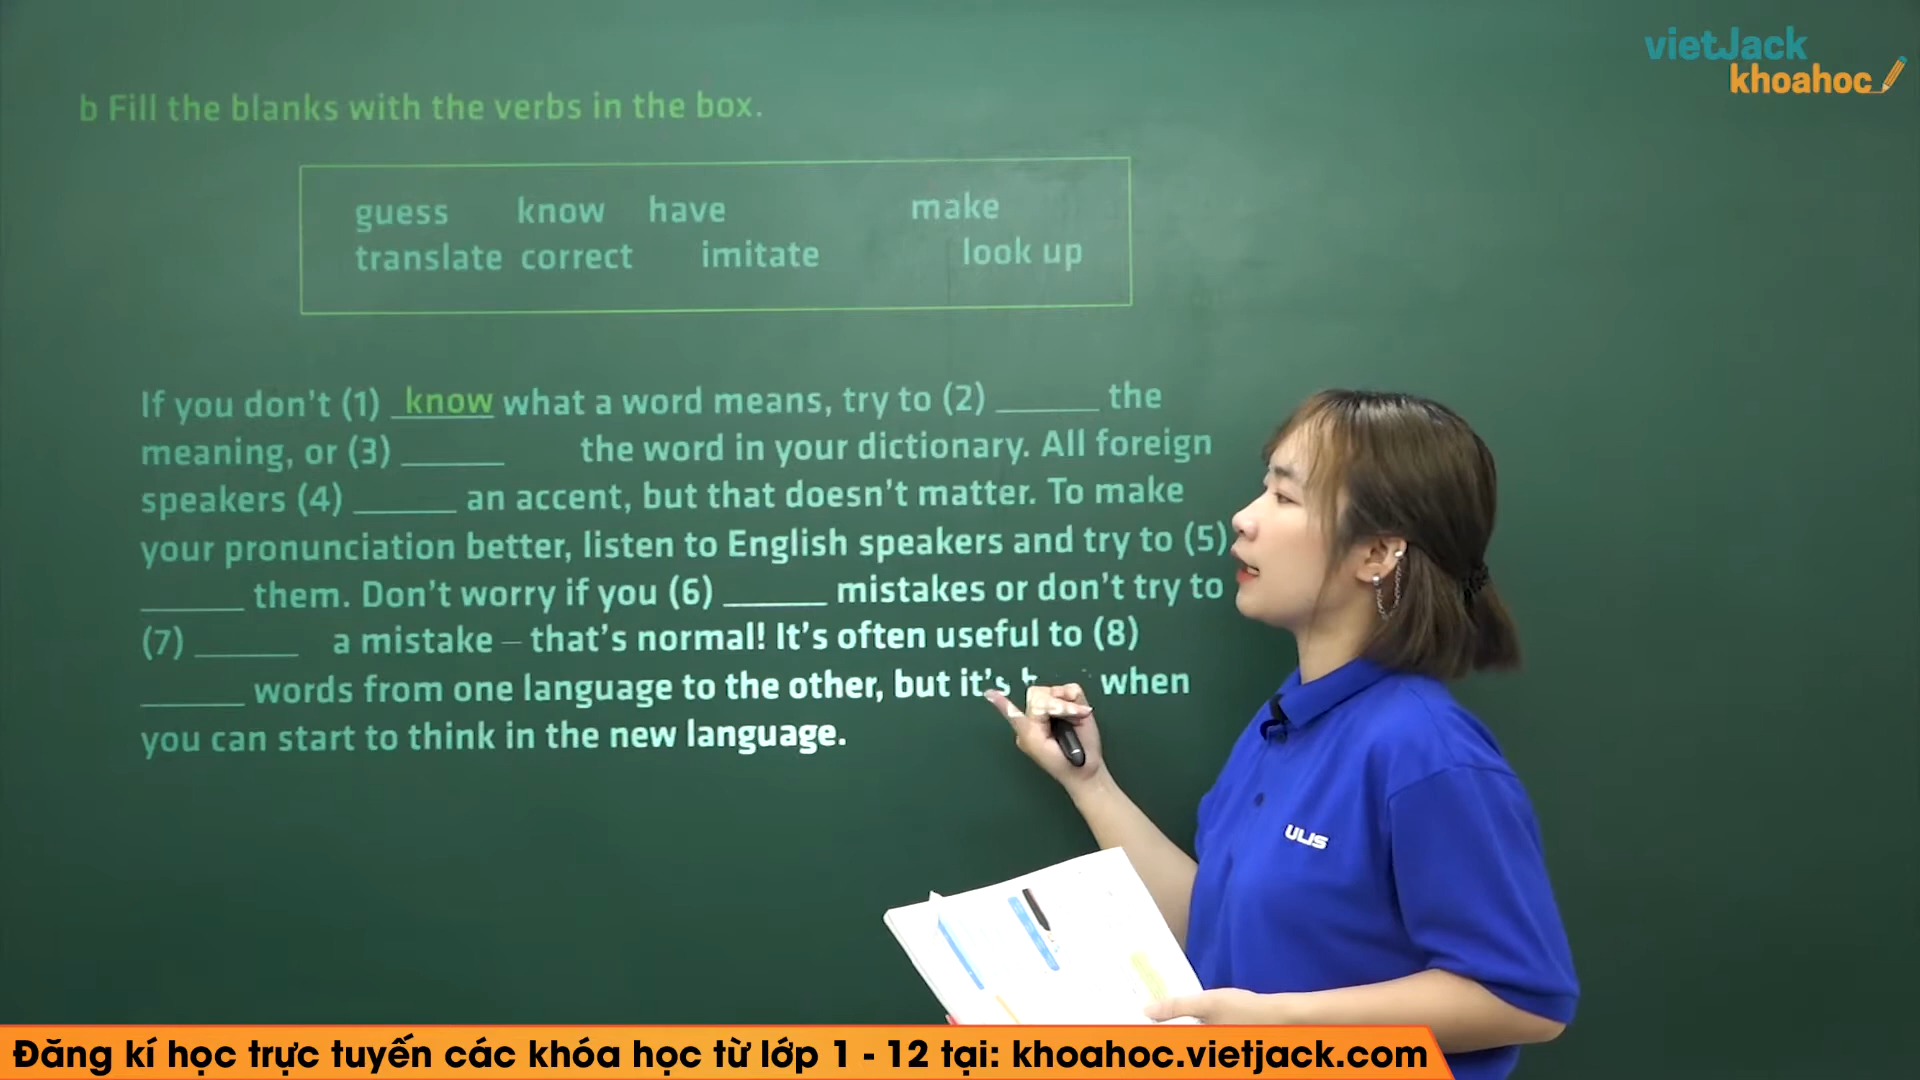 vietJack
khoahoc
b Fill the blanks with the verbs in the box.
guess know have make
translate correct imitate look up
If you don't (1) know what a word means, try to (2) ______ the
meaning, or (3) ______ the word in your dictionary. All foreign
speakers (4) ______ an accent, but that doesn't matter. To make
your pronunciation better, listen to English speakers and try to (5)
______ them. Don't worry if you (6) ______ mistakes or don't try to
(7) ______ a mistake – that's normal! It's often useful to (8)
______ words from one language to the other, but it's when
you can start to think in the new language.
ULIS
Đăng kí học trực tuyến các khóa học từ lớp 1 - 12 tại: khoahoc.vietjack.com